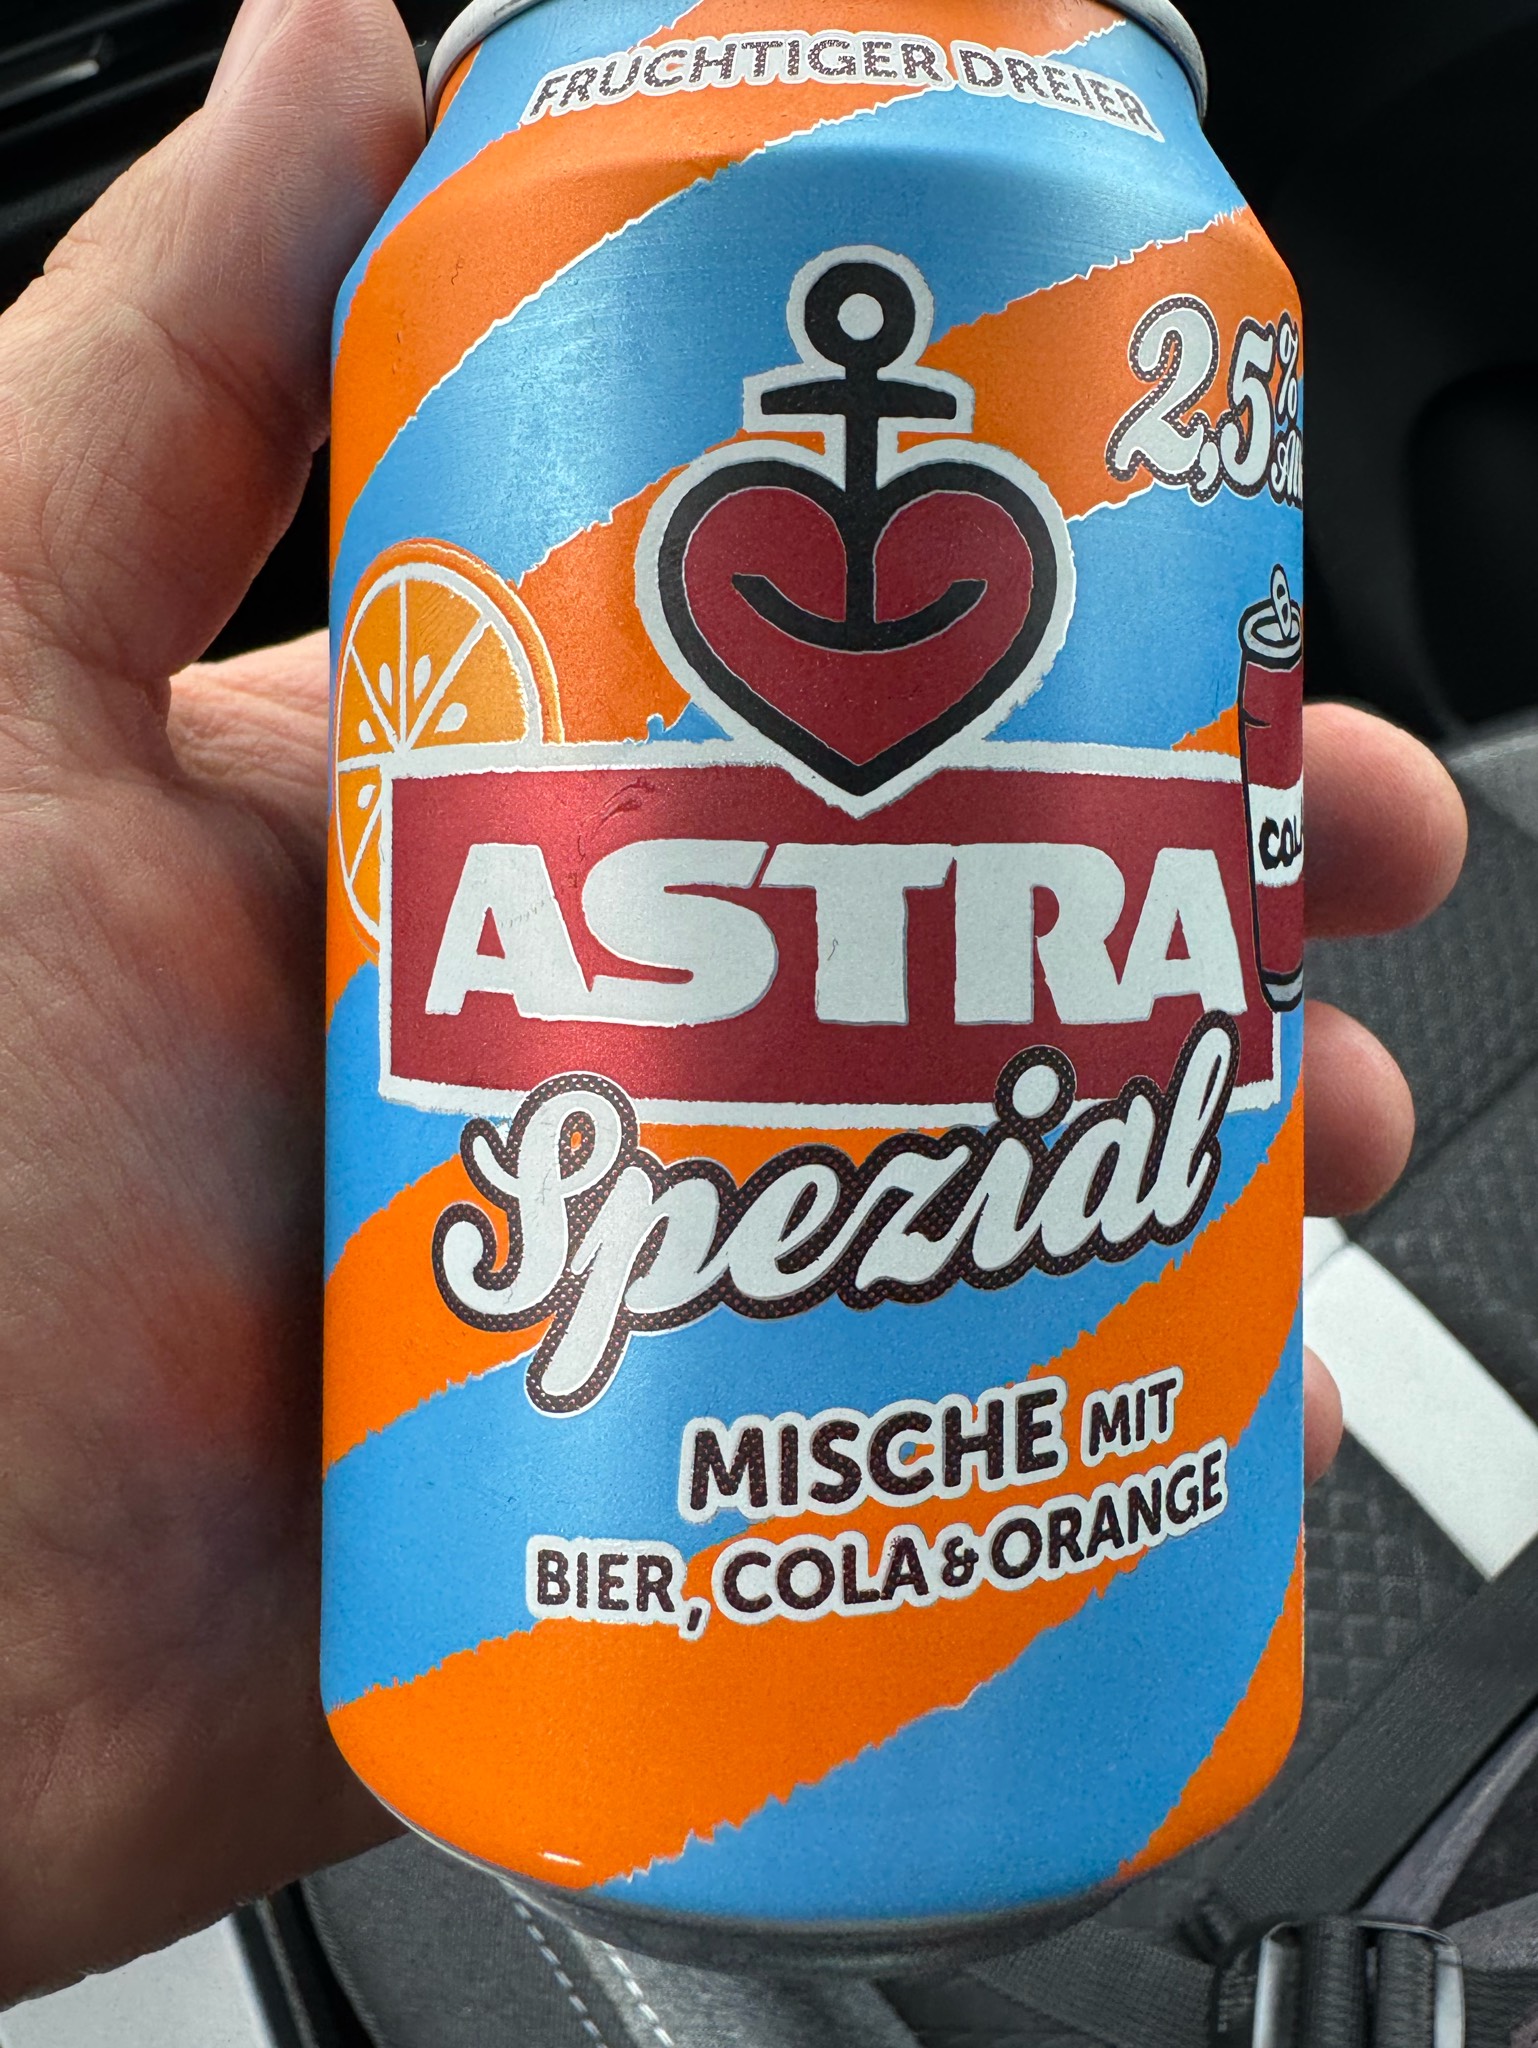 FRUCHTIGER DREIER
2,5%
ASTRA
Spezial
MISCHE MIT
BIER, COLA & ORANGE